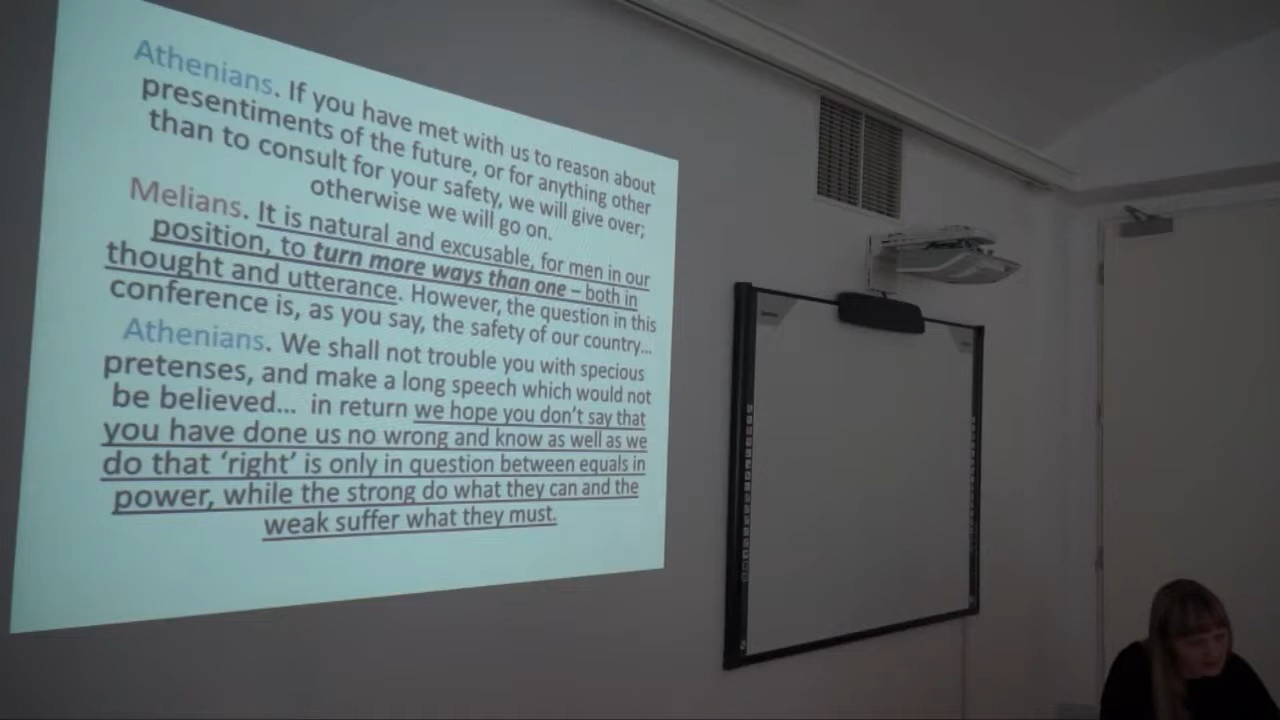 Athenians. If you have met with us to reason about
presentiments of the future, or for anything other
than to consult for your safety, we will give over;
otherwise we will go on.
Melians. It is natural and excusable, for men in our
position, to turn more ways than one – both in
thought and utterance. However, the question in this
conference is, as you say, the safety of our country...
Athenians. We shall not trouble you with specious
pretenses, and make a long speech which would not
be believed... in return we hope you don't say that
you have done us no wrong and know as well as we
do that 'right' is only in question between equals in
power, while the strong do what they can and the
weak suffer what they must.